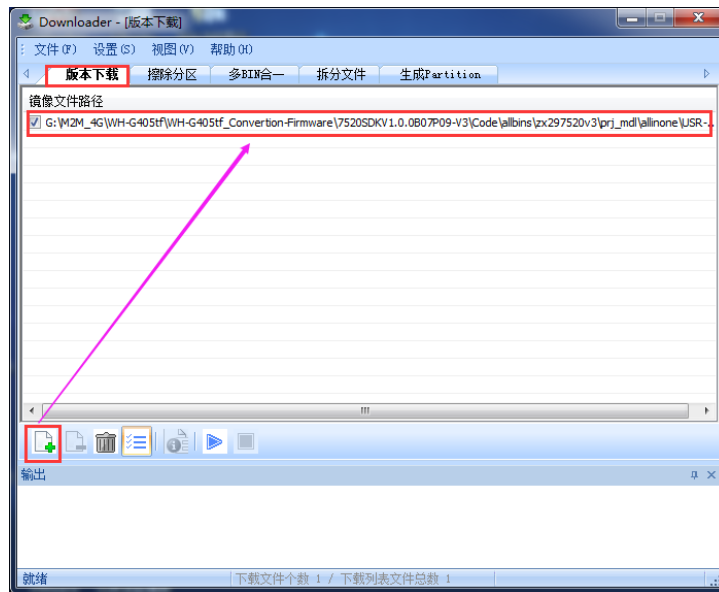 Downloader - [版本下载]
文件(F) 设置(S) 视图(V) 帮助(H)
版本下载 擦除分区 多BIN合一 拆分文件 生成Partition
镜像文件路径
G:\M2M_4G\WH-G405tf\WH-G405tf_Convertion-Firmware\7520SDKV1.0.0B07P09-V3\Code\allbins\zx297520v3\prj_mdl\allinone\USR-..
输出
就绪 下载文件个数 1 / 下载列表文件总数 1